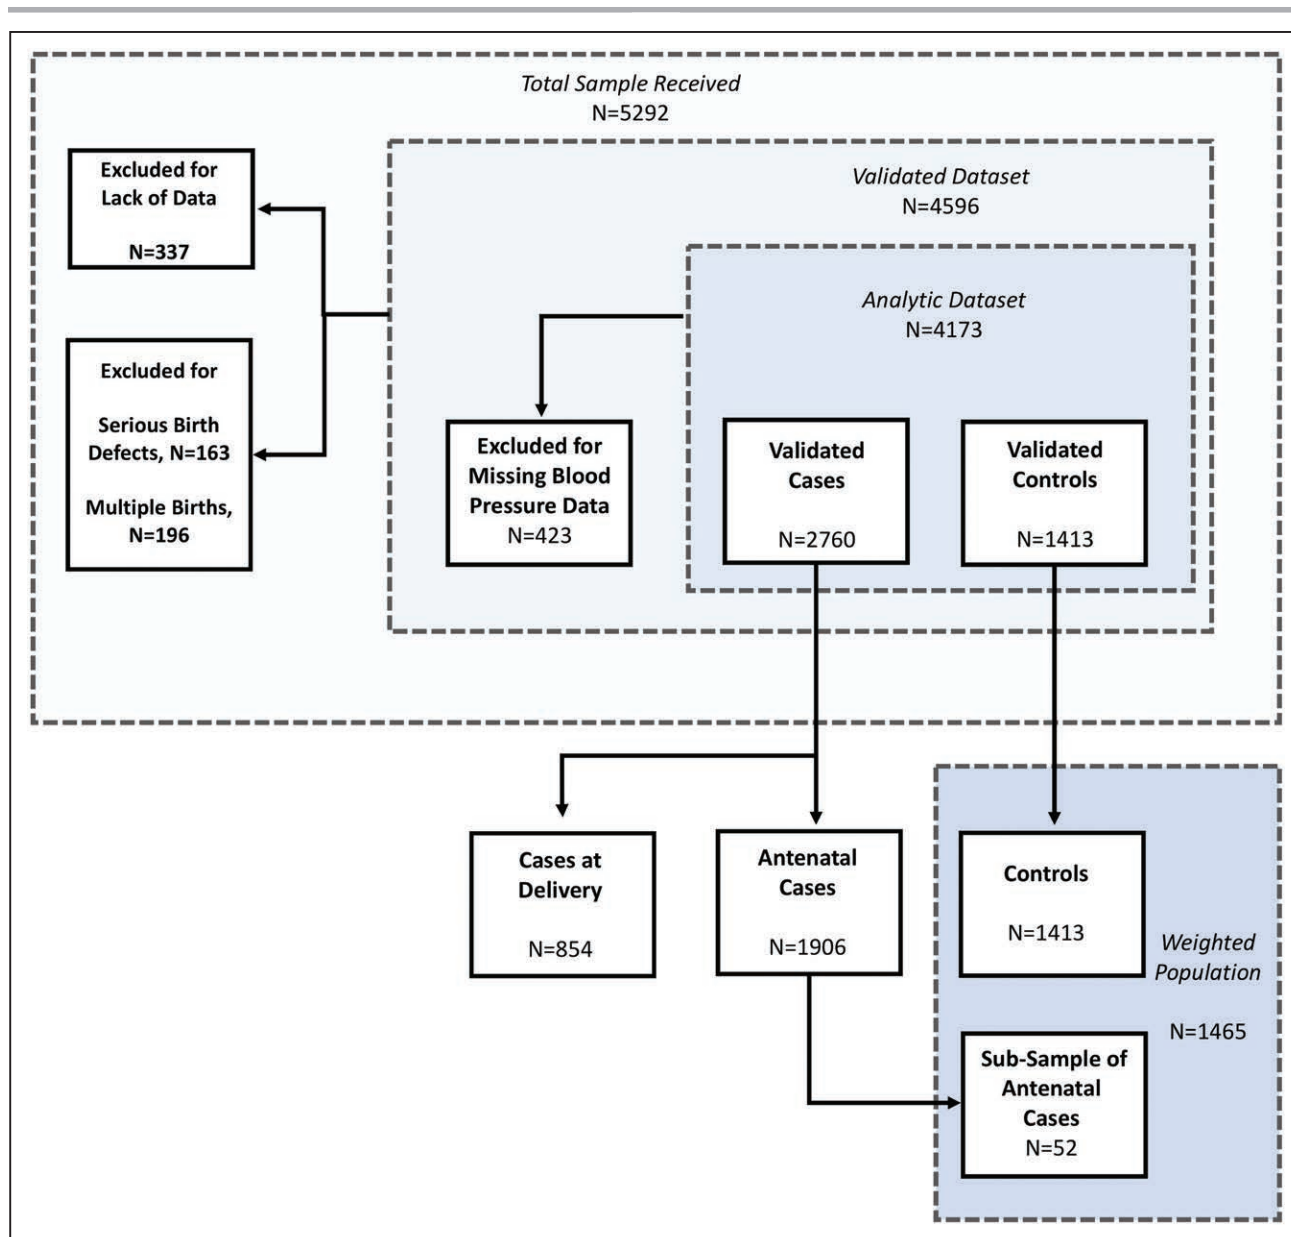 Total Sample Received
N=5292
Excluded for
Lack of Data
N=337
Excluded for
Serious Birth
Defects, N=163
Multiple Births,
N=196
Validated Dataset
N=4596
Analytic Dataset
N=4173
Excluded for
Missing Blood
Pressure Data
N=423
Validated
Cases
N=2760
Validated
Controls
N=1413
Cases at
Delivery
N=854
Antenatal
Cases
N=1906
Controls
N=1413
Weighted
Population
N=1465
Sub-Sample of
Antenatal
Cases
N=52